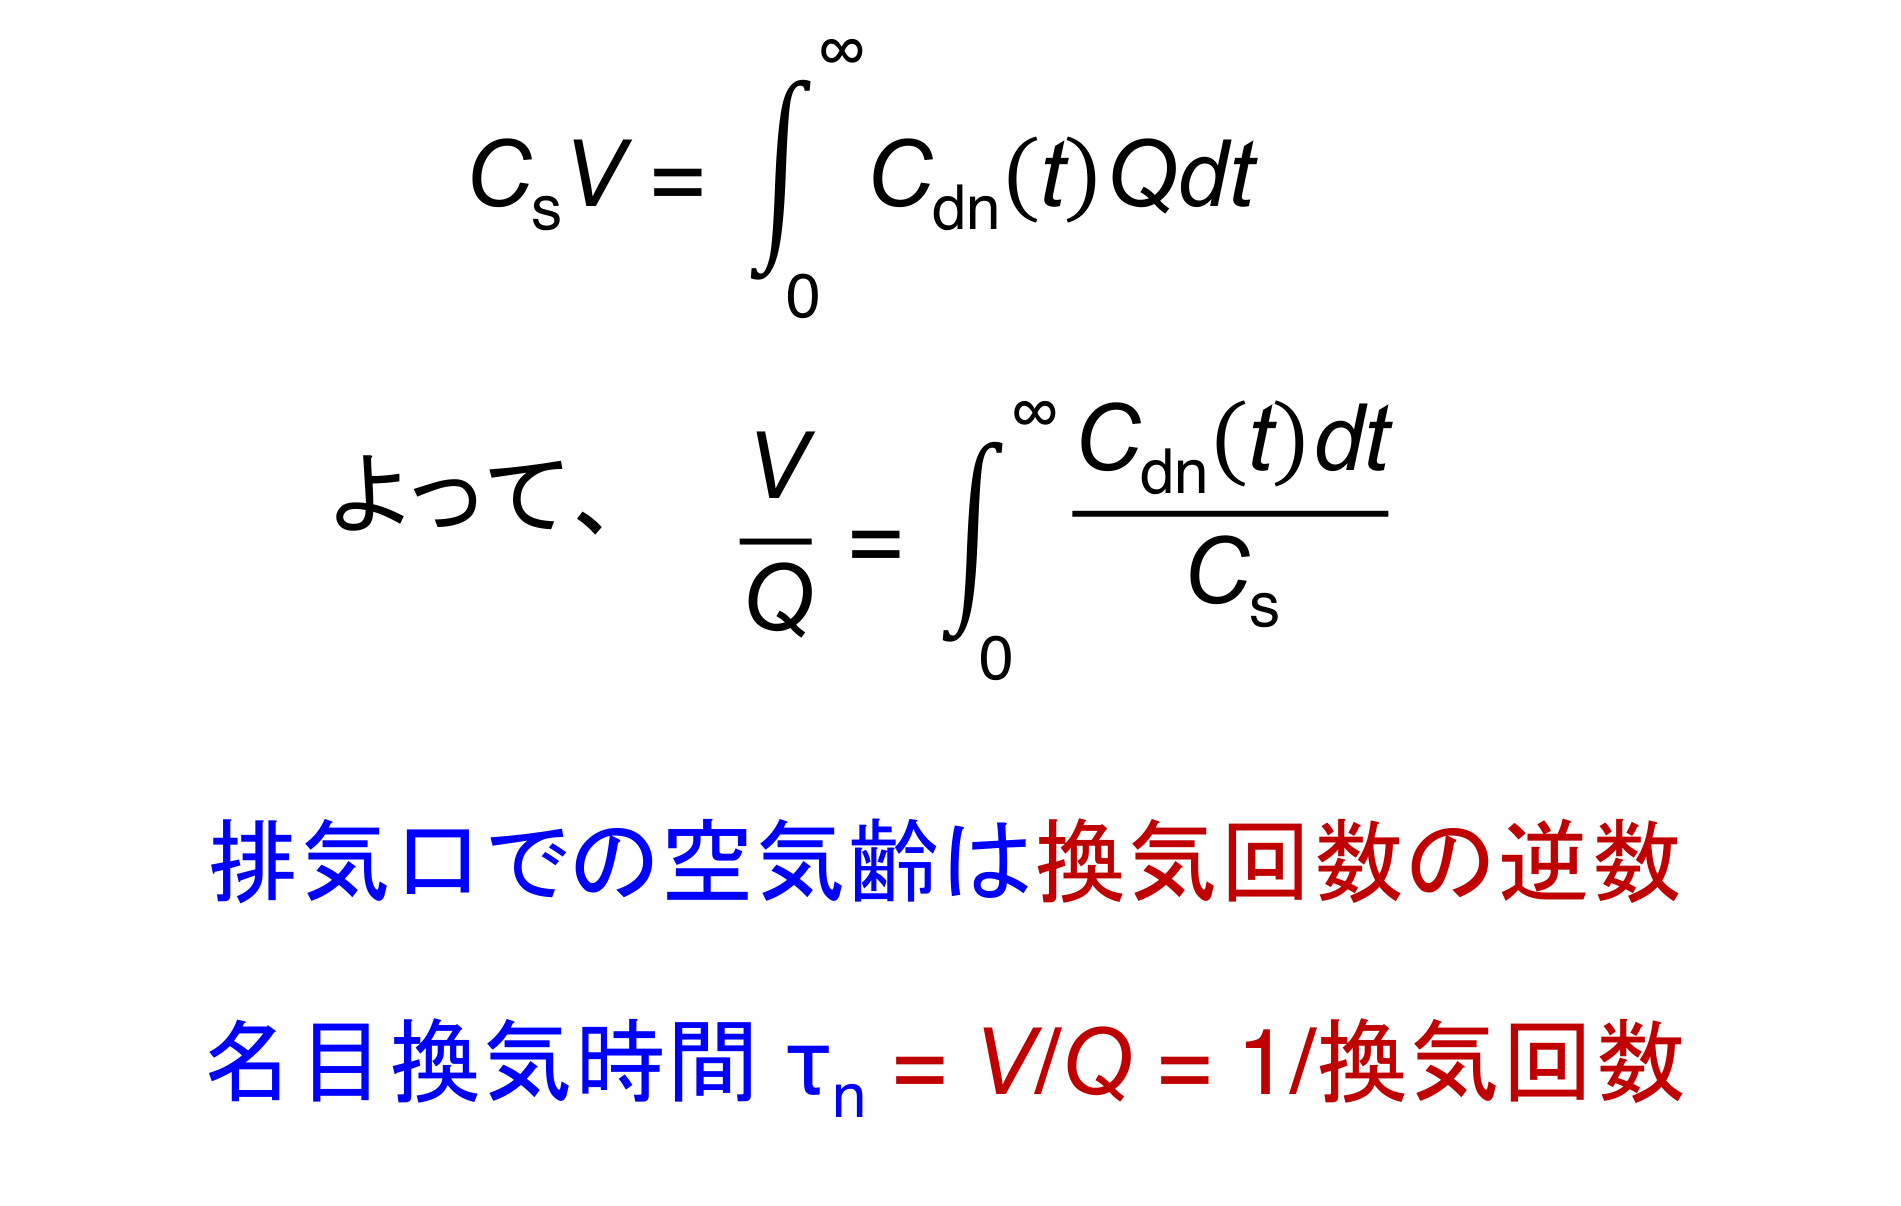 C_s V = ∫_0^∞ C_dn(t)Qdt
よって、 V/Q = ∫_0^∞ C_dn(t)dt/C_s
排気口での空気齢は換気回数の逆数
名目換気時間 τ_n = V/Q = 1/換気回数